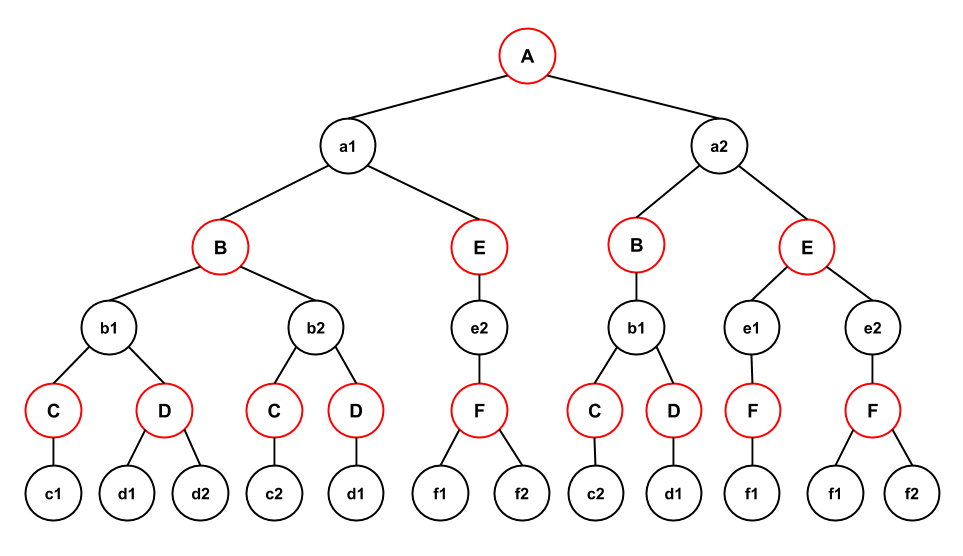 A
a1 a2
B E B E
b1 b2 e2 b1 e1 e2
C D C D F C D F F
c1 d1 d2 c2 d1 f1 f2 c2 d1 f1 f1 f2